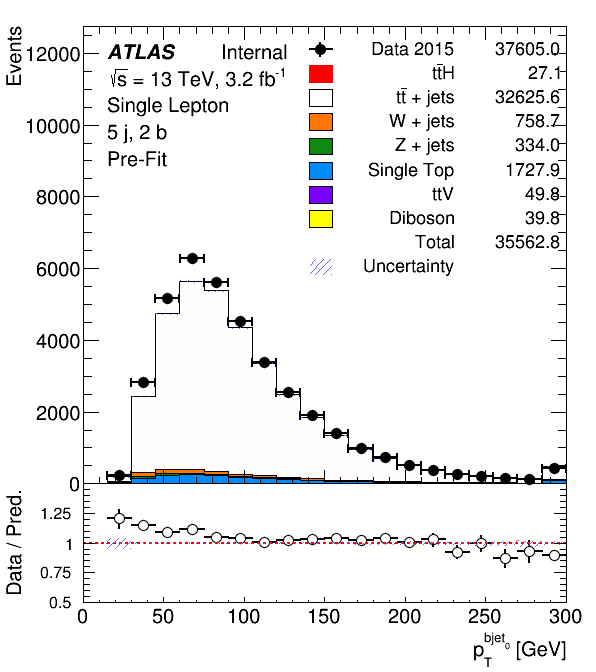 Events
12000
10000
8000
6000
4000
2000
0
ATLAS Internal
√s = 13 TeV, 3.2 fb⁻¹
Single Lepton
5 j, 2 b
Pre-Fit
Data 2015 37605.0
tt̄H 27.1
tt̄ + jets 32625.6
W + jets 758.7
Z + jets 334.0
Single Top 1727.9
ttV 49.8
Diboson 39.8
Total 35562.8
Uncertainty
Data / Pred.
1.25
1
0.75
0.5
0 50 100 150 200 250 300
p_T^bjet_0 [GeV]